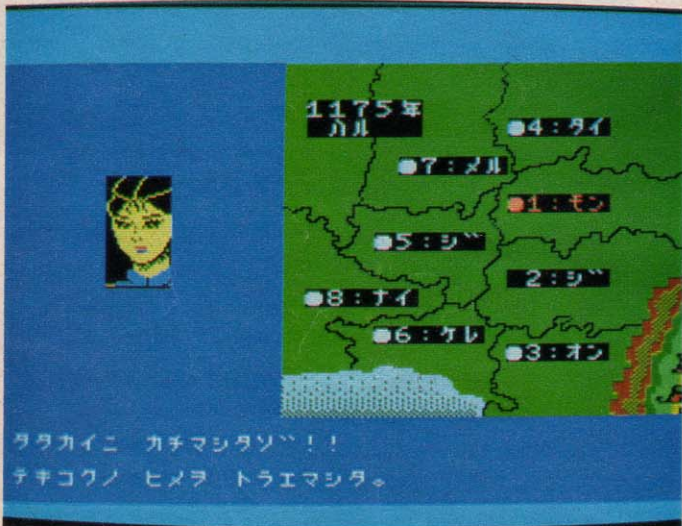 1175年
ハル
4:タイ
7:メル
1:モン
5:ジ
2:ジ
8:ナイ
6:ケレ
3:オン
タタカイニ カチマシタゾ!!
テキコクノ ヒメヲ トラエマシタ。